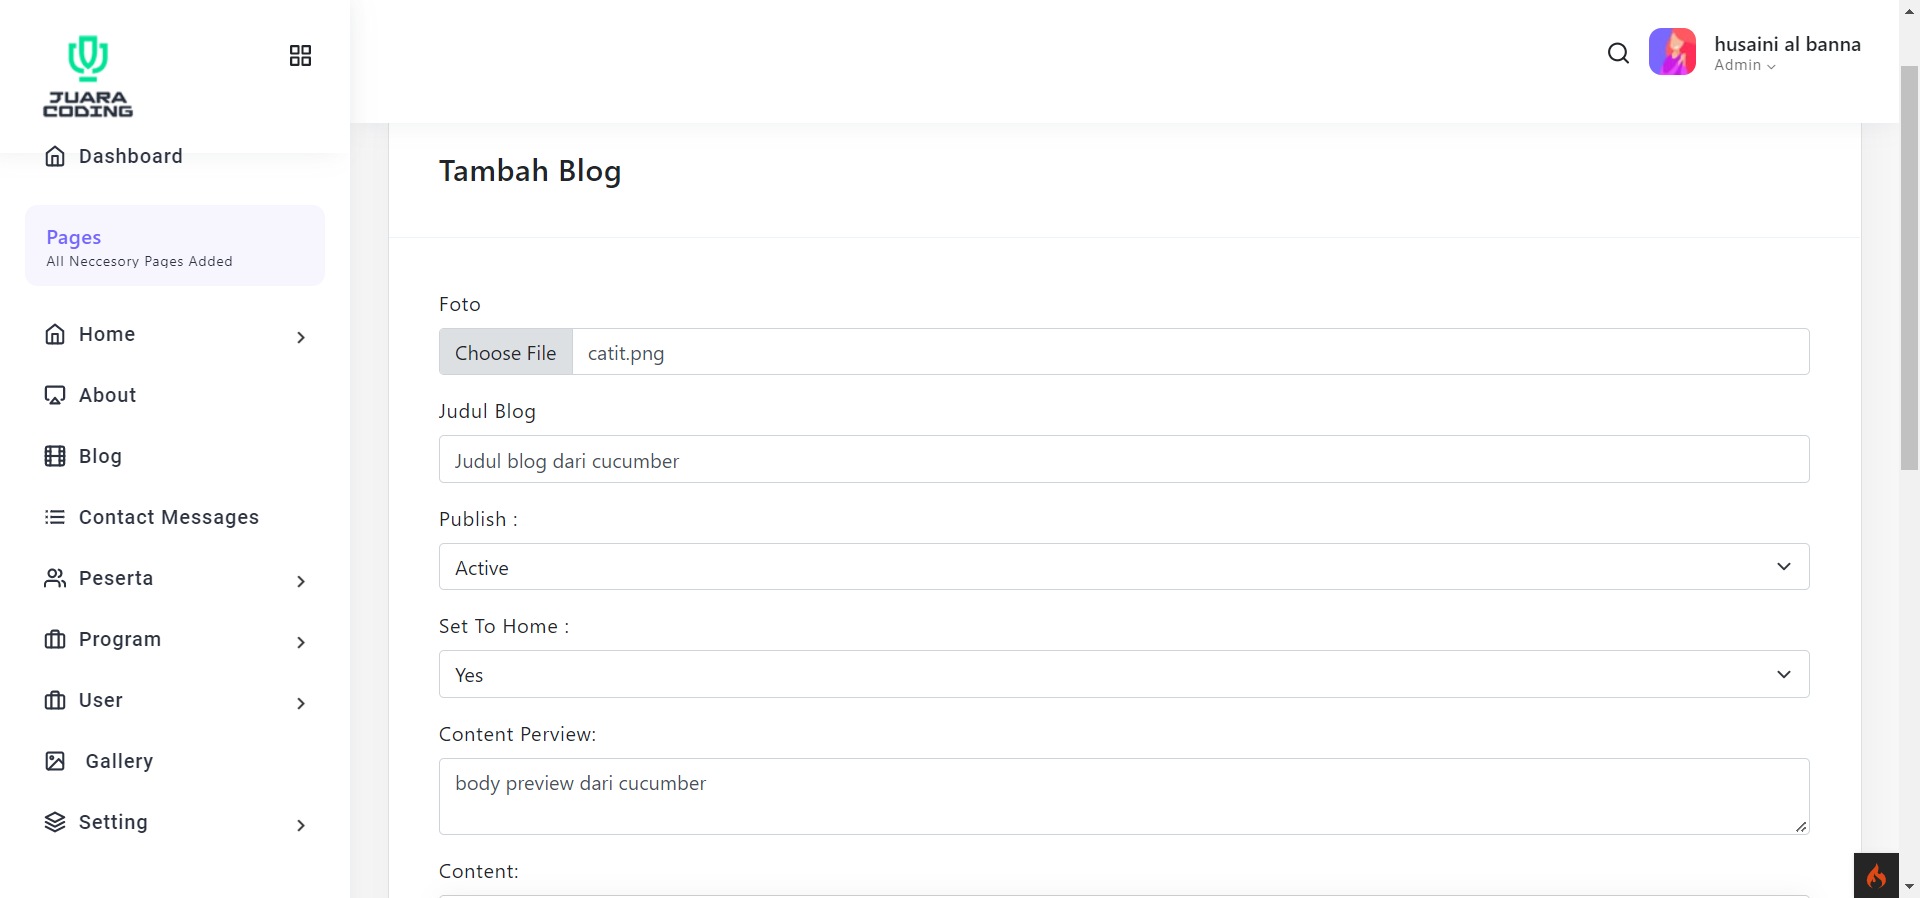 JUARA
CODING
Dashboard
Pages
All Neccesory Pages Added
Home
About
Blog
Contact Messages
Peserta
Program
User
Gallery
Setting
husaini al banna
Admin
Tambah Blog
Foto
Choose File catit.png
Judul Blog
Judul blog dari cucumber
Publish :
Active
Set To Home :
Yes
Content Perview:
body preview dari cucumber
Content: